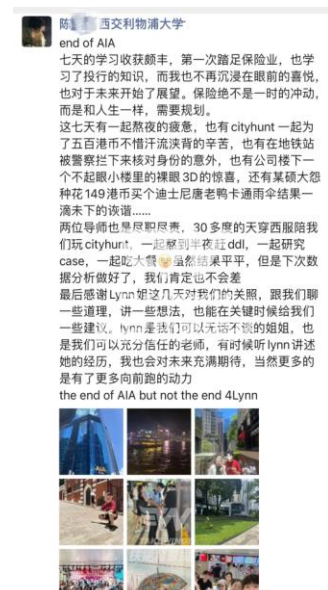 陈 西交利物浦大学
end of AIA
七天的学习收获颇丰，第一次踏足保险业，也学
习了投行的知识，而我也不再沉浸在眼前的喜悦，
也对于未来开始了展望。保险绝不是一时的冲动，
而是和人生一样，需要规划。
这七天有一起熬夜的疲惫，也有cityhunt 一起为
了五百港币不惜汗流浃背的辛苦，也有在地铁站
被警察拦下来核对身份的意外，也有公司楼下一
个不起眼小楼里的裸眼3D的惊喜，还有某硕大怨
种花149港币买个迪士尼唐老鸭卡通雨伞结果一
滴未下的诙谐……
两位导师也是尽职尽责，30多度的天穿西服陪我
们玩cityhunt，一起熬到半夜赶ddl，一起研究
case，一起吃大餐 虽然结果平平，但是下次数
据分析做好了，我们肯定也不会差
最后感谢Lynn姐这几天对我们的关照，跟我们聊
一些道理，讲一些想法，也能在关键时候给我们
一些建议。lynn是我们可以无话不谈的姐姐，也
是我们可以充分信任的老师，有时候听lynn讲述
她的经历，我也会对未来充满期待，当然更多的
是有了更多向前跑的动力
the end of AIA but not the end 4Lynn